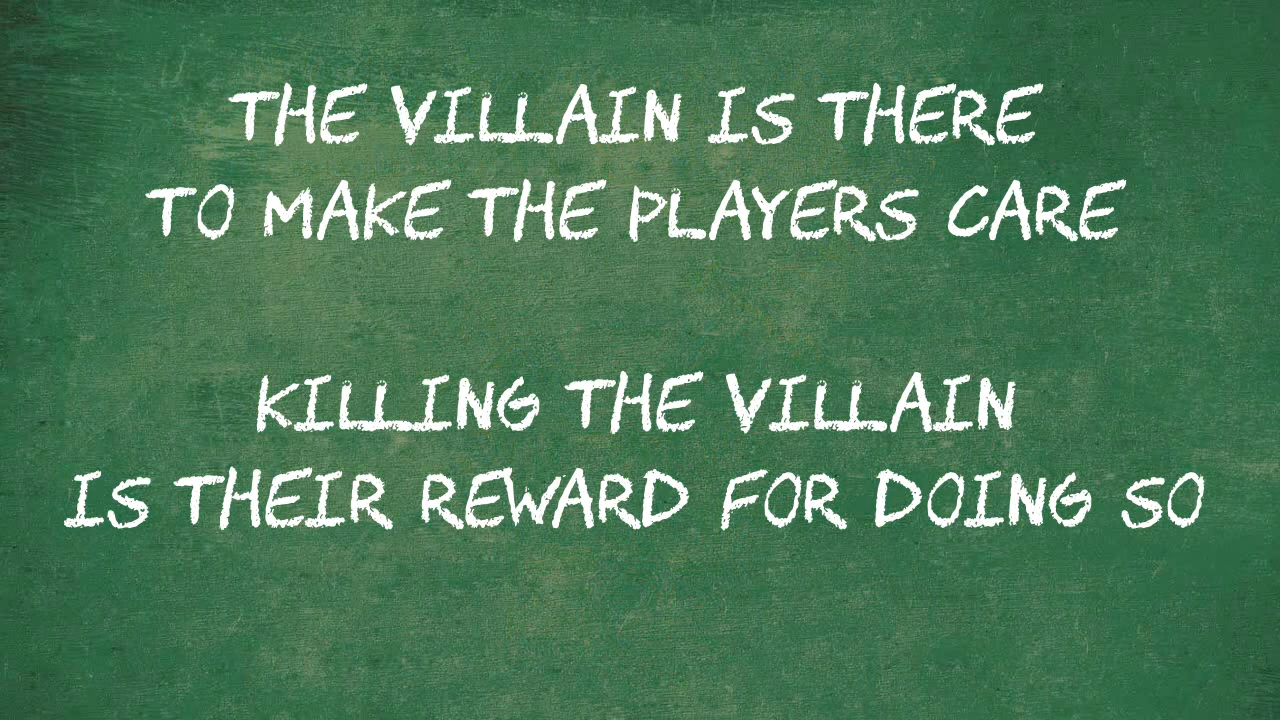 THE VILLAIN IS THERE
TO MAKE THE PLAYERS CARE
KILLING THE VILLAIN
IS THEIR REWARD FOR DOING SO